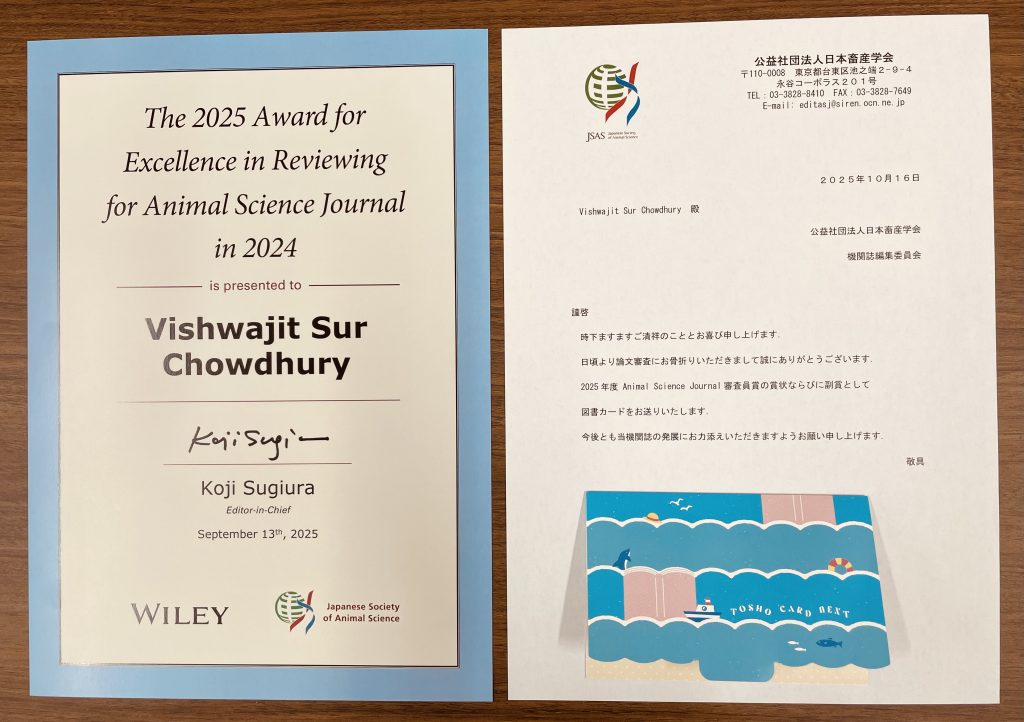 The 2025 Award for
Excellence in Reviewing
for Animal Science Journal
in 2024
is presented to
Vishwajit Sur
Chowdhury
Koji Sugi
Koji Sugiura
Editor-in-Chief
September 13th, 2025
WILEY
Japanese Society
of Animal Science
JSAS Japanese Society
of Animal Science
公益社団法人日本畜産学会
〒110-0008 東京都台東区池之端２－９－４
永谷コーポラス２０１号
TEL：03-3828-8410 FAX：03-3828-7649
E-mail: editasj@siren.ocn.ne.jp
２０２５年１０月１６日
Vishwajit Sur Chowdhury 殿
公益社団法人日本畜産学会
機関誌編集委員会
謹啓
時下ますますご清祥のこととお喜び申し上げます.
日頃より論文審査にお骨折りいただきまして誠にありがとうございます.
2025 年度 Animal Science Journal 審査員賞の賞状ならびに副賞として
図書カードをお送りいたします.
今後とも当機関誌の発展にお力添えいただきますようお願い申し上げます.
敬具
TOSHO CARD NEXT